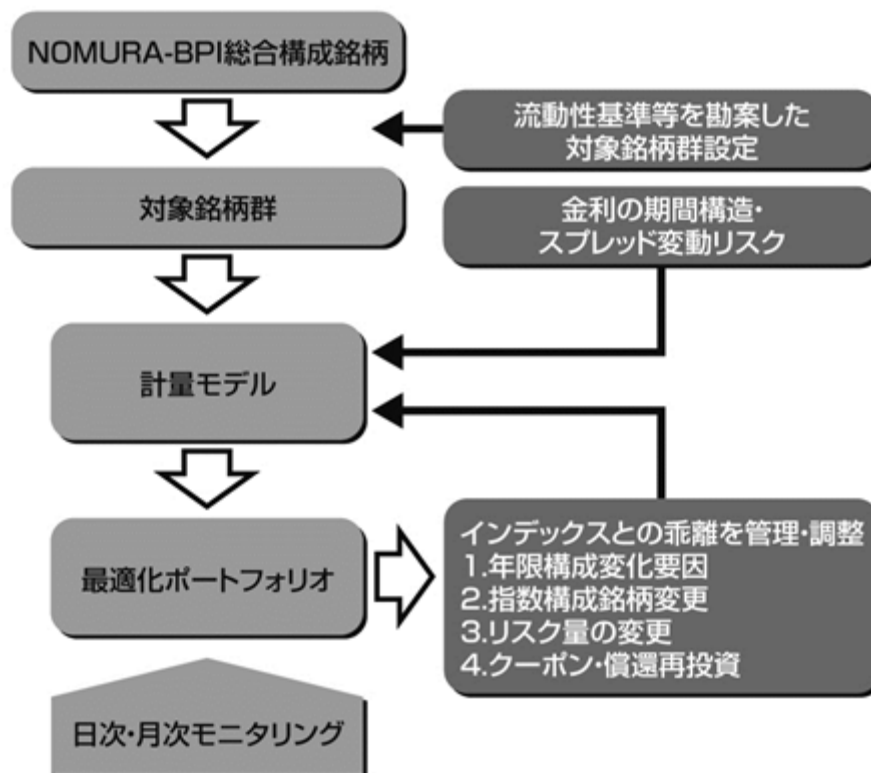 NOMURA-BPI総合構成銘柄
流動性基準等を勘案した
対象銘柄群設定
対象銘柄群
金利の期間構造・
スプレッド変動リスク
計量モデル
最適化ポートフォリオ
インデックスとの乖離を管理・調整
1.年限構成変化要因
2.指数構成銘柄変更
3.リスク量の変更
4.クーポン・償還再投資
日次・月次モニタリング